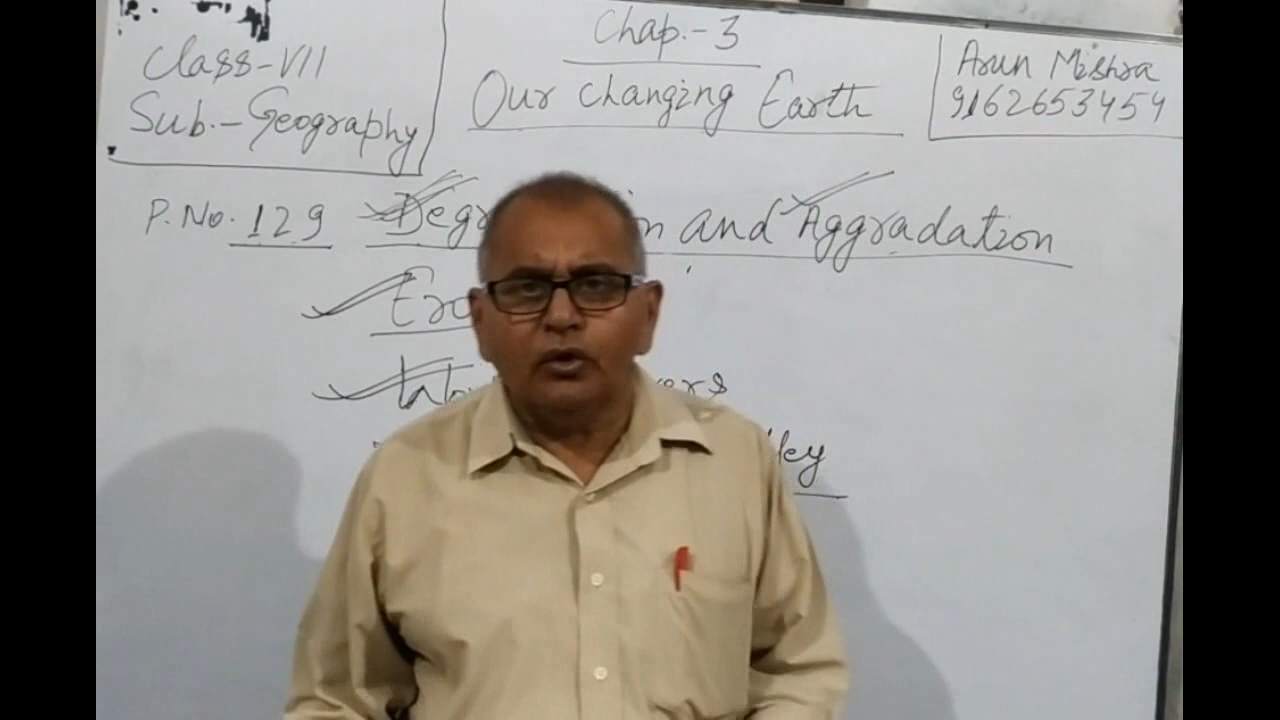 Class-VII
Sub.-Geography
Chap.-3
Our Changing Earth
Arun Mishra
9162653454
P.No. 129 and Aggradation